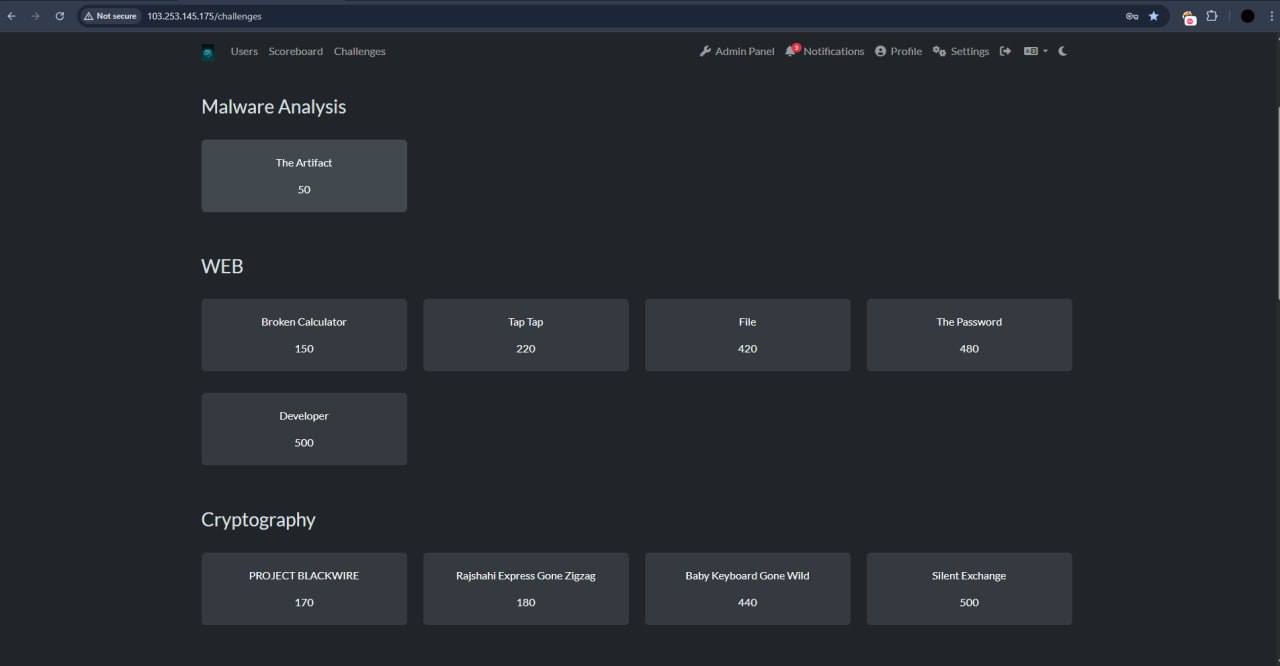 Not secure 103.253.145.175/challenges
Users Scoreboard Challenges Admin Panel 3 Notifications Profile Settings
Malware Analysis
The Artifact
50
WEB
Broken Calculator Tap Tap File The Password
150 220 420 480
Developer
500
Cryptography
PROJECT BLACKWIRE Rajshahi Express Gone Zigzag Baby Keyboard Gone Wild Silent Exchange
170 180 440 500